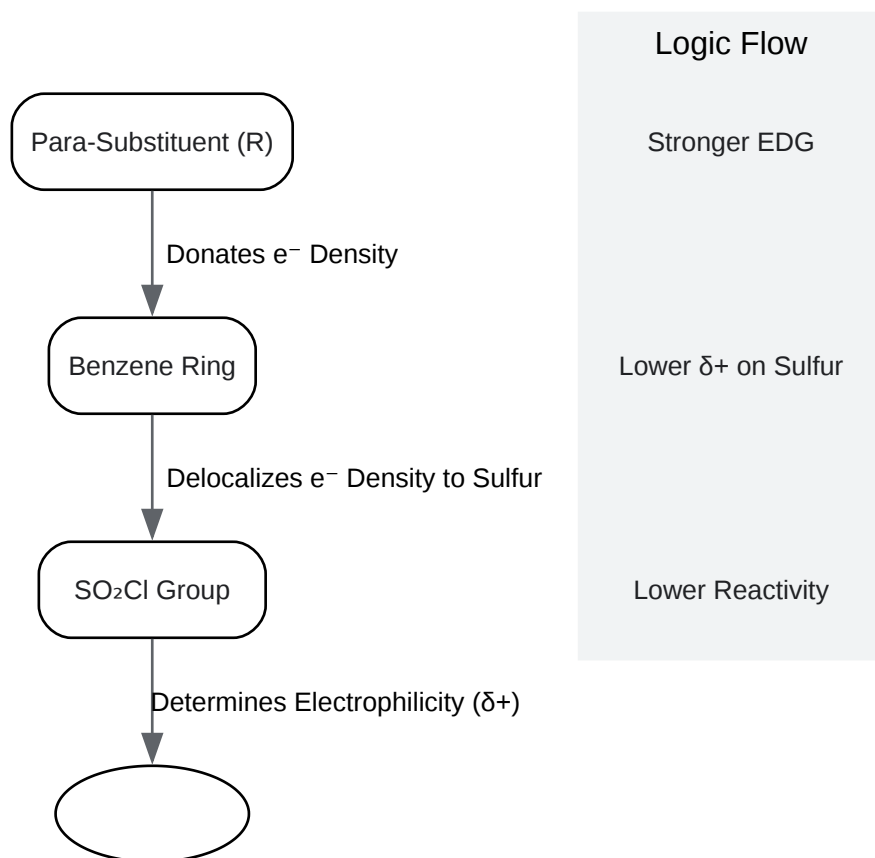 Logic Flow
Para-Substituent (R)
Stronger EDG
Donates e⁻ Density
Benzene Ring
Lower δ+ on Sulfur
Delocalizes e⁻ Density to Sulfur
SO₂Cl Group
Lower Reactivity
Determines Electrophilicity (δ+)